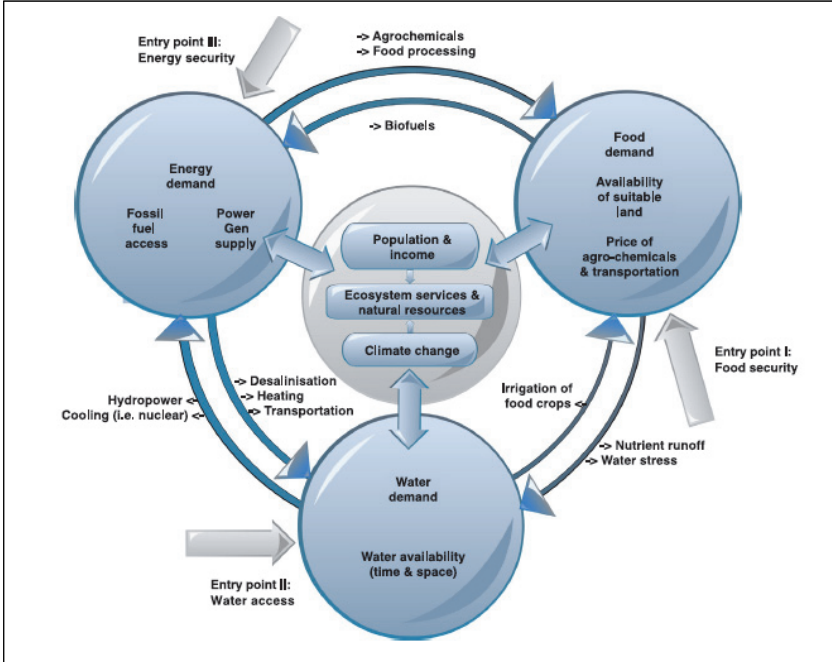 Entry point III:
Energy security
-> Agrochemicals
-> Food processing
-> Biofuels
Energy
demand
Fossil
fuel
access
Power
Gen
supply
Food
demand
Availability
of suitable
land
Price of
agro-chemicals
& transportation
Population &
income
Ecosystem services &
natural resources
Climate change
Entry point I:
Food security
Hydropower <-
Cooling (i.e. nuclear) <-
-> Desalinisation
-> Heating
-> Transportation
Irrigation of
food crops <-
-> Nutrient runoff
-> Water stress
Water
demand
Water availability
(time & space)
Entry point II:
Water access